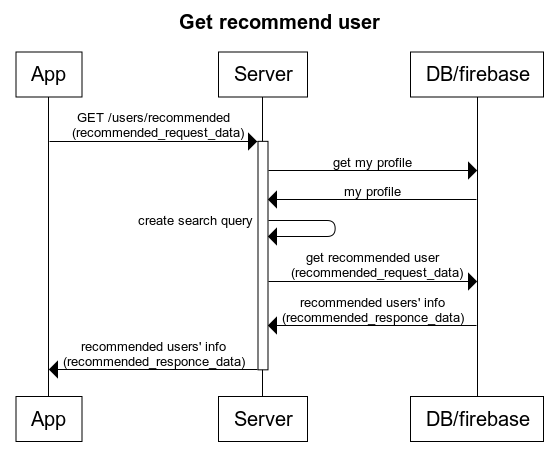 Get recommend user
App
Server
DB/firebase
GET /users/recommended
(recommended_request_data)
get my profile
my profile
create search query
get recommended user
(recommended_request_data)
recommended users' info
(recommended_responce_data)
recommended users' info
(recommended_responce_data)
App
Server
DB/firebase